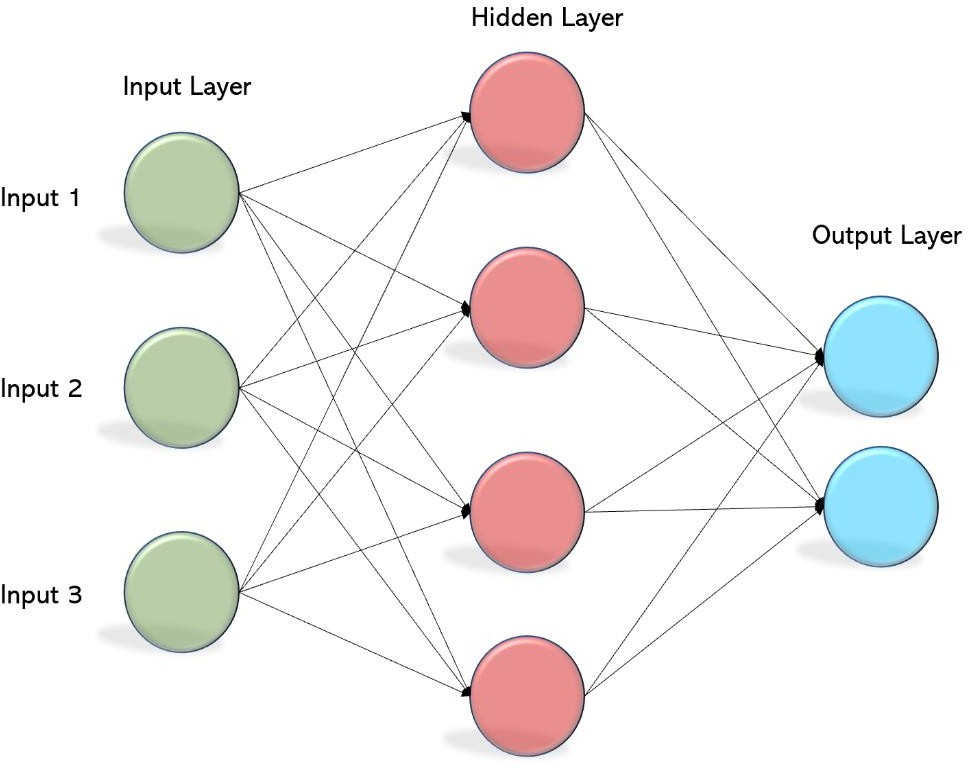 Hidden Layer
Input Layer
Input 1
Output Layer
Input 2
Input 3